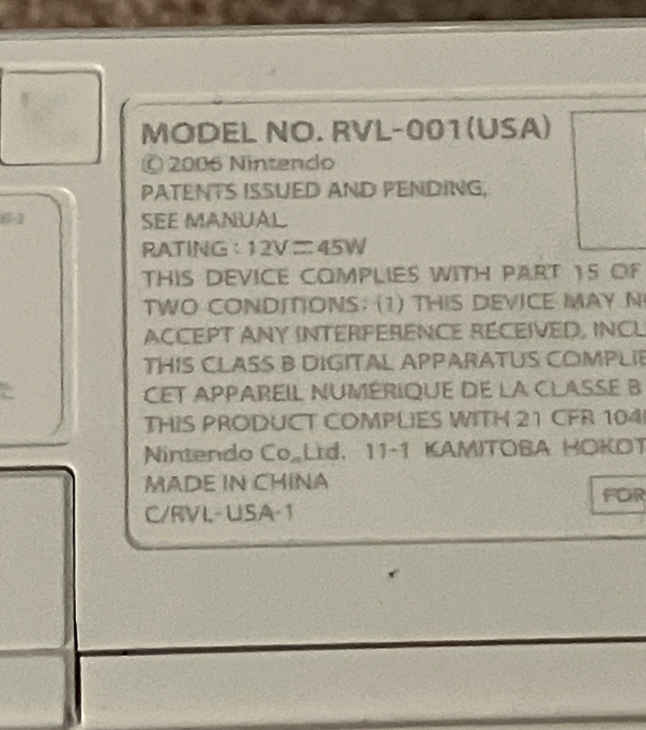 MODEL NO. RVL-001(USA)
© 2006 Nintendo
PATENTS ISSUED AND PENDING,
SEE MANUAL
RATING : 12V⎓45W
THIS DEVICE COMPLIES WITH PART 15 OF
TWO CONDITIONS: (1) THIS DEVICE MAY
ACCEPT ANY INTERFERENCE RECEIVED, INCL
THIS CLASS B DIGITAL APPARATUS COMPLIE
CET APPAREIL NUMÉRIQUE DE LA CLASSE B
THIS PRODUCT COMPLIES WITH 21 CFR 104
Nintendo Co.,Ltd. 11-1 KAMITOBA HOKOT
MADE IN CHINA
FOR
C/RVL-USA-1